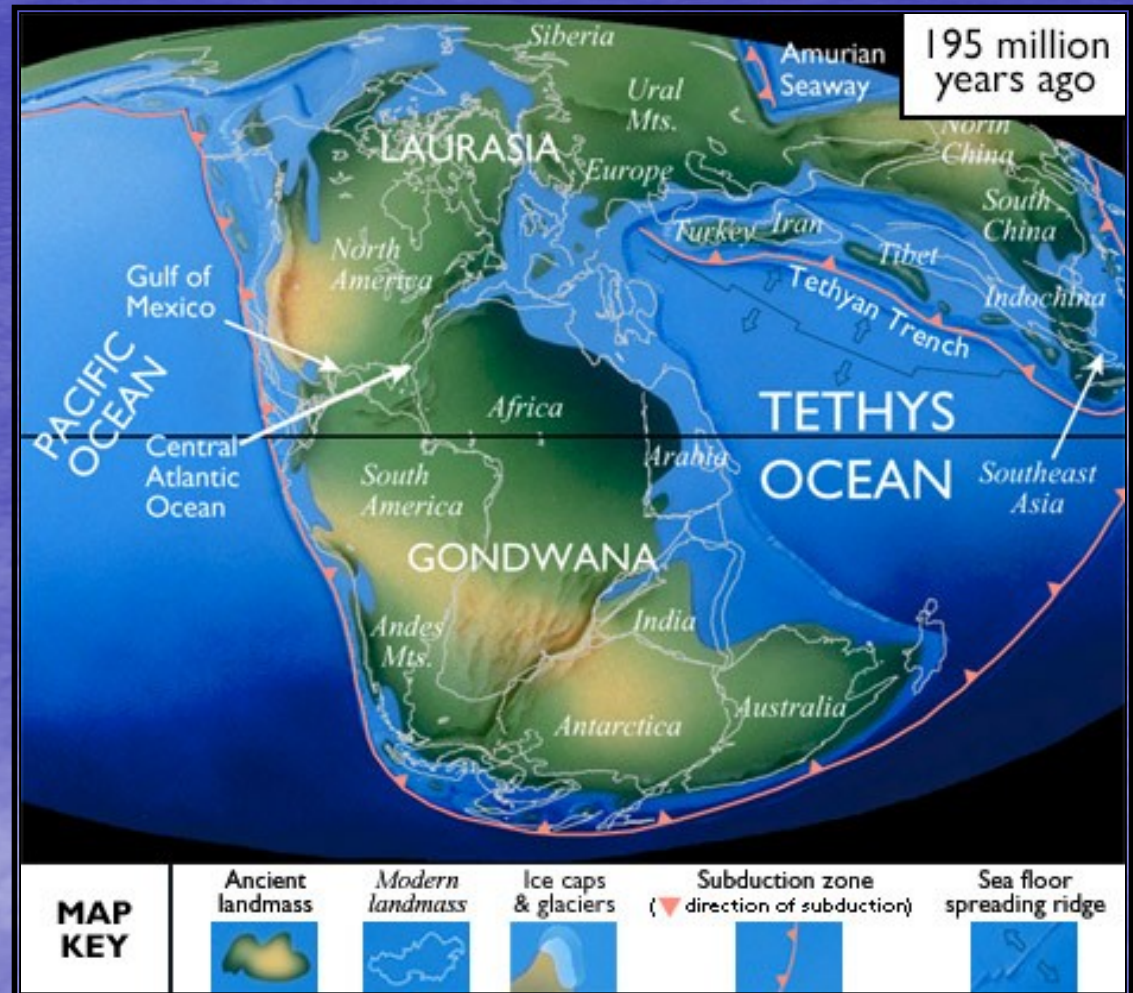 195 million
years ago
Siberia
Amurian
Seaway
Ural
Mts.
North
China
LAURASIA
Europe
South
China
Turkey
Iran
Tibet
North
America
Gulf of
Mexico
Indochina
Tethyan Trench
PACIFIC
OCEAN
Africa
TETHYS
OCEAN
Central
Atlantic
Ocean
Arabia
Southeast
Asia
South
America
GONDWANA
India
Andes
Mts.
Antarctica
Australia
MAP
KEY
Ancient
landmass
Modern
landmass
Ice caps
& glaciers
Subduction zone
(▼ direction of subduction)
Sea floor
spreading ridge